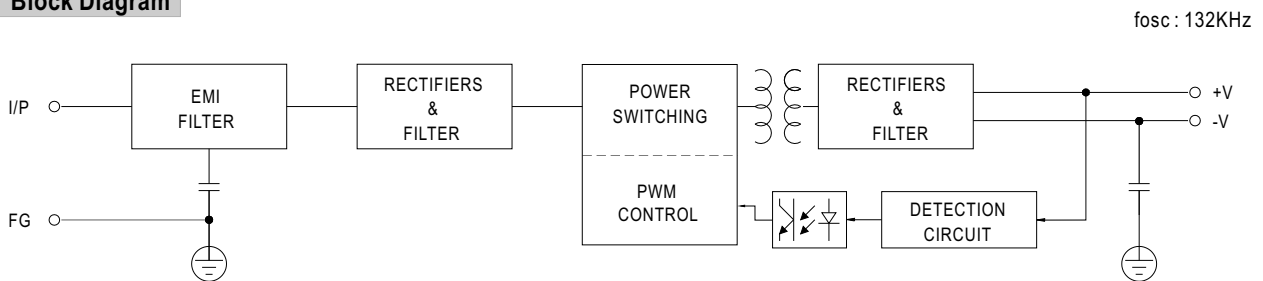 Block Diagram
fosc : 132KHz
I/P
EMI
FILTER
RECTIFIERS
&
FILTER
POWER
SWITCHING
RECTIFIERS
&
FILTER
+V
-V
PWM
CONTROL
DETECTION
CIRCUIT
FG